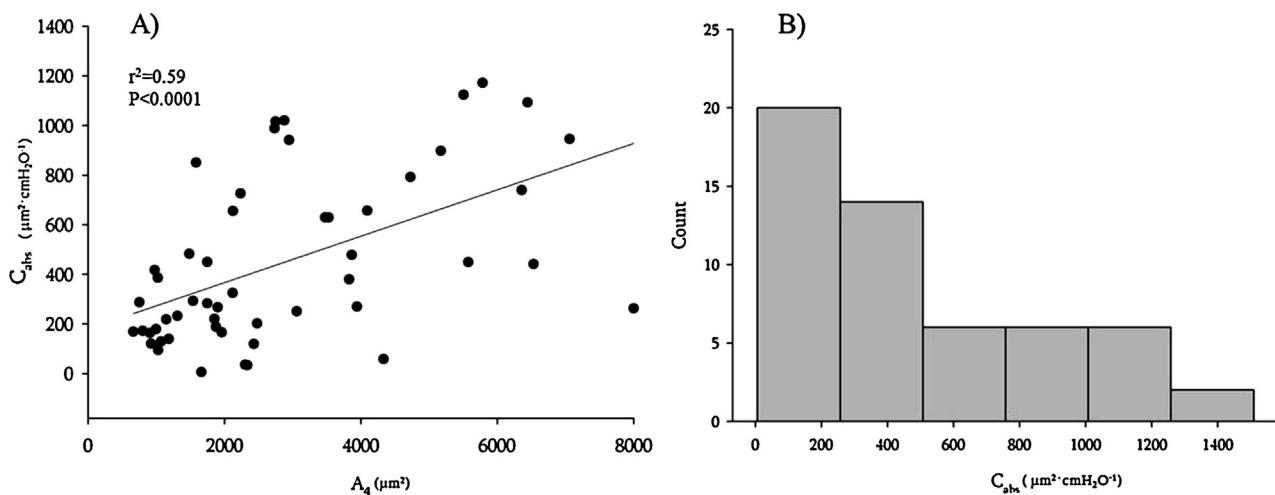 A)
r²=0.59
P<0.0001
1400
1200
1000
800
600
400
200
0
C_abs (μm²·cmH₂O⁻¹)
0 2000 4000 6000 8000
A₄ (μm²)
B)
25
20
15
10
5
0
Count
0 200 400 600 800 1000 1200 1400
C_abs (μm²·cmH₂O⁻¹)